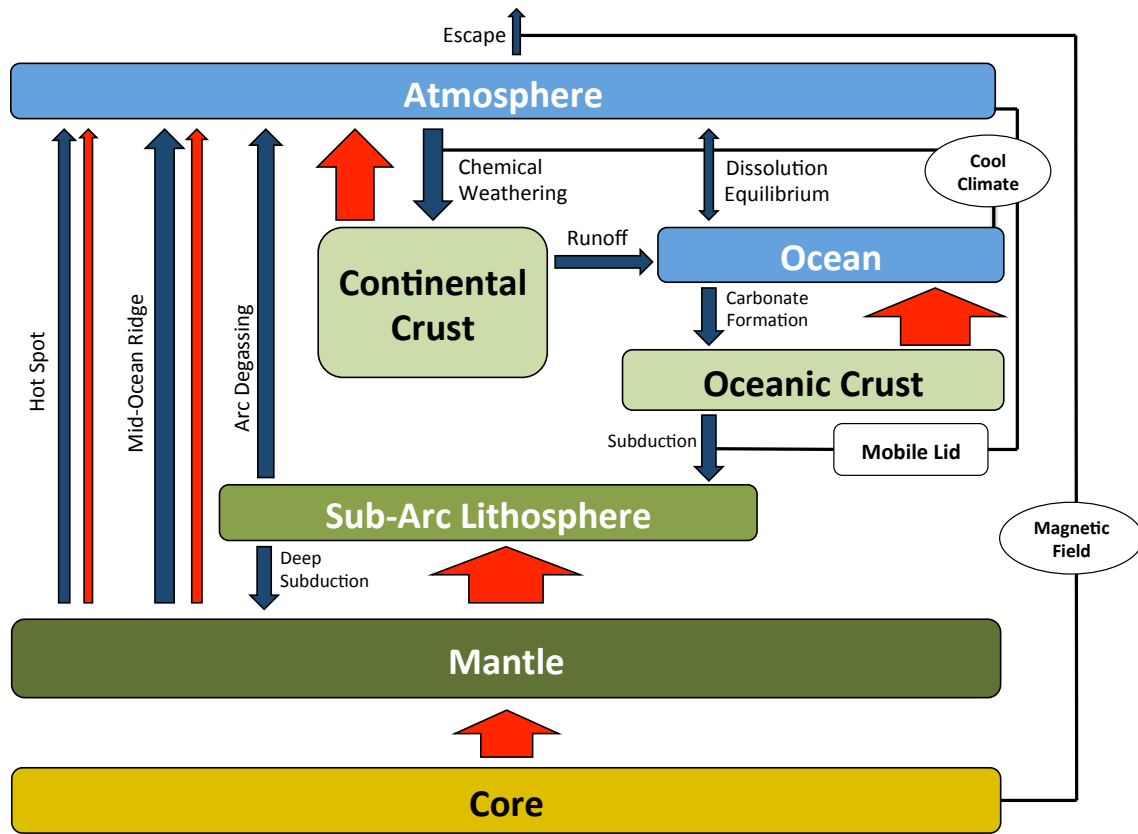 Escape
Atmosphere
Chemical
Weathering
Dissolution
Equilibrium
Cool
Climate
Runoff
Continental
Crust
Ocean
Hot Spot
Mid-Ocean Ridge
Arc Degassing
Carbonate
Formation
Oceanic Crust
Subduction
Mobile Lid
Sub-Arc Lithosphere
Magnetic
Field
Deep
Subduction
Mantle
Core